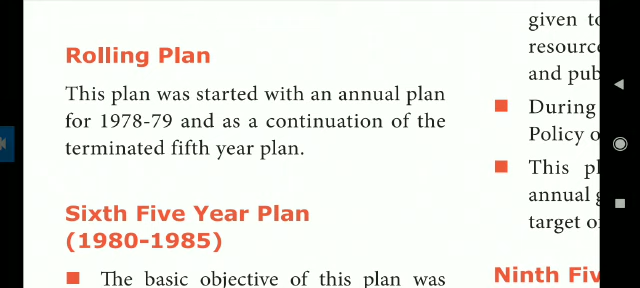 Rolling Plan
This plan was started with an annual plan
for 1978-79 and as a continuation of the
terminated fifth year plan.
Sixth Five Year Plan
(1980-1985)
■ The basic objective of this plan was
given
and
■ During
Policy
■ This
annual
target
Ninth